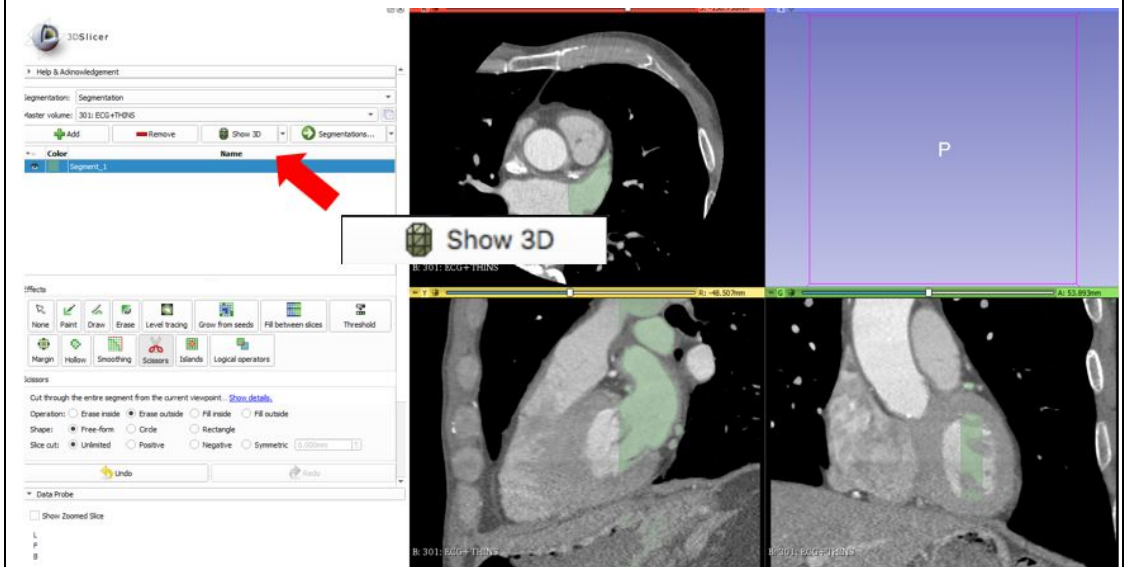 3DSlicer
Help & Acknowledgement
Segmentation: Segmentation
Master volume: 301: ECG+THINS
Add Remove Show 3D Segmentations...
Color Name
Segment_1
Show 3D
Effects
None Paint Draw Erase Level tracing Grow from seeds Fill between slices Threshold
Margin Hollow Smoothing Scissors Islands Logical operators
Scissors
Cut through the entire segment from the current viewpoint... Show details.
Operation: Erase inside Erase outside Fill inside Fill outside
Shape: Free-form Circle Rectangle
Slice cut: Unlimited Positive Negative Symmetric 0.000mm
Undo Redo
Data Probe
Show Zoomed Slice
L
F
B
B: 301: ECG+THINS
P
Y R: -48.507mm
B: 301: ECG+THINS
G A: 53.893mm
B: 301: ECG+THINS